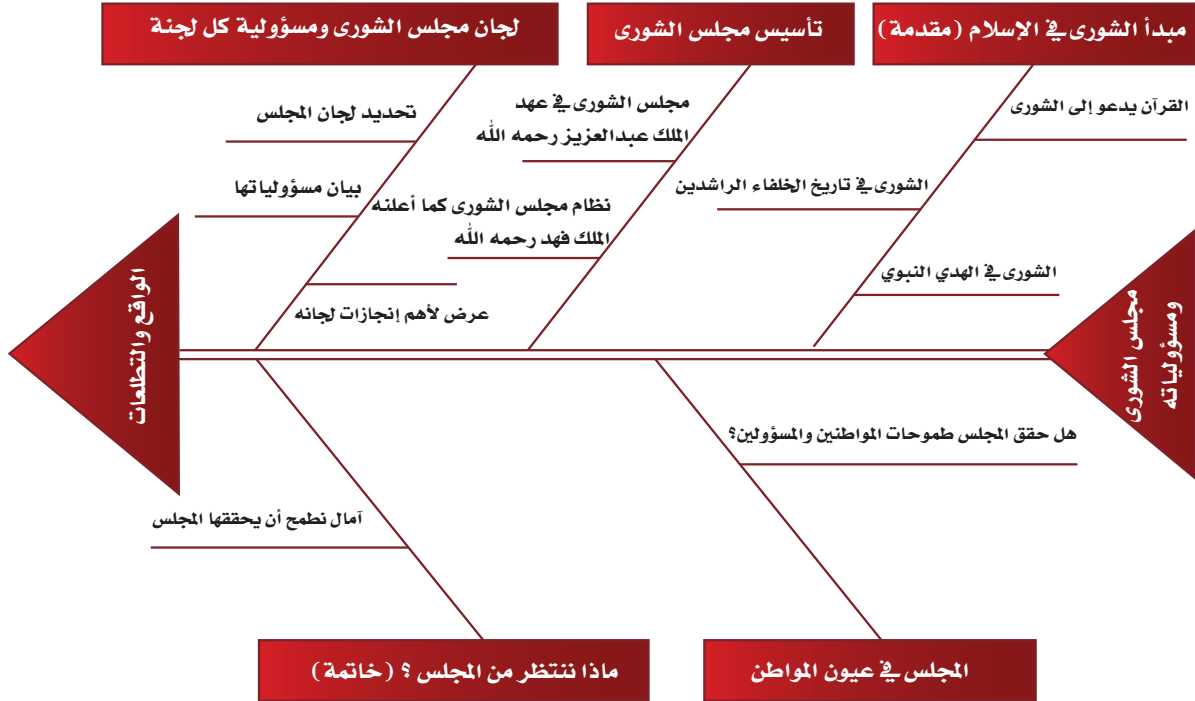 مبدأ الشورى في الإسلام (مقدمة)
القرآن يدعو إلى الشورى
الشورى في تاريخ الخلفاء الراشدين
الشورى في الهدي النبوي
تأسيس مجلس الشورى
مجلس الشورى في عهد
الملك عبدالعزيز رحمه الله
نظام مجلس الشورى كما أعلنه
الملك فهد رحمه الله
لجان مجلس الشورى ومسؤولية كل لجنة
تحديد لجان المجلس
بيان مسؤولياتها
عرض لأهم إنجازات لجانه
مجلس الشورى
ومسؤولياته
الواقع والتطلعات
هل حقق المجلس طموحات المواطنين والمسؤولين؟
المجلس في عيون المواطن
آمال نطمح أن يحققها المجلس
ماذا ننتظر من المجلس ؟ (خاتمة)